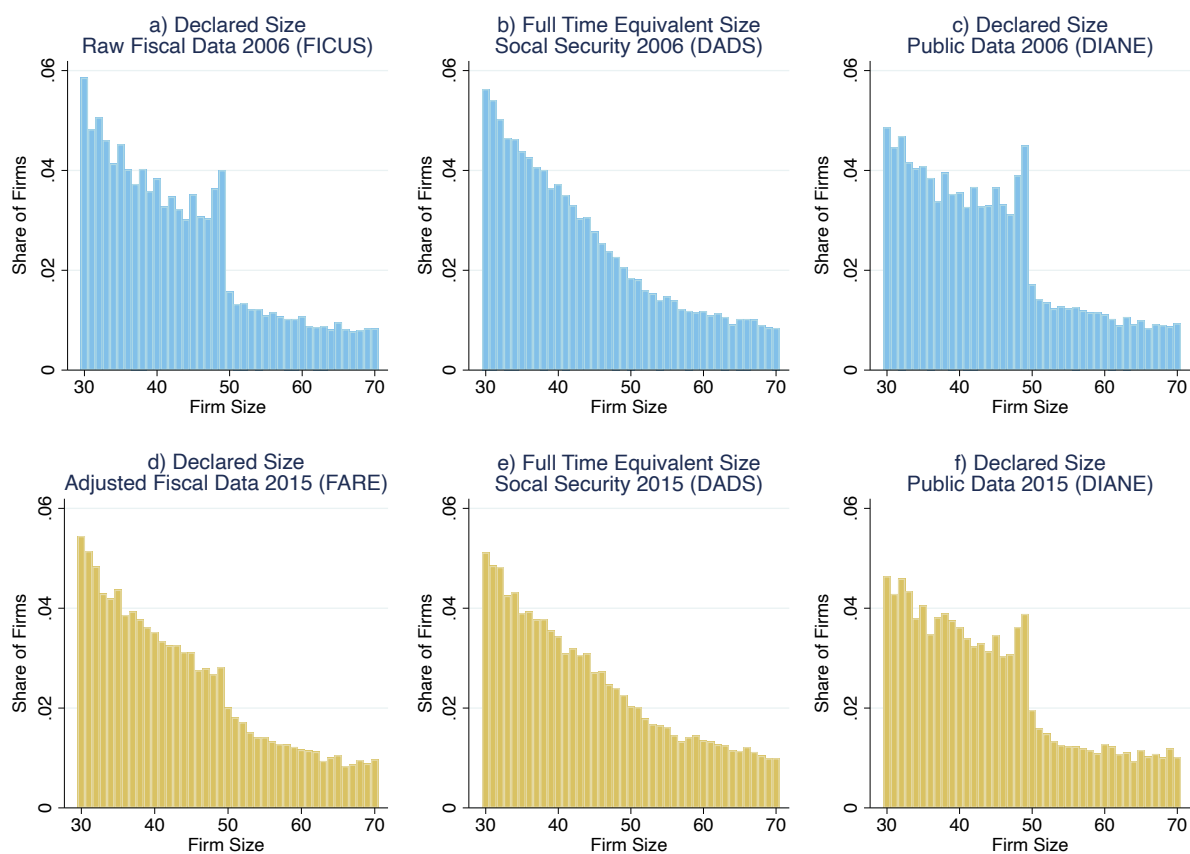 a) Declared Size
Raw Fiscal Data 2006 (FICUS)
Share of Firms
.06
.04
.02
0
30 40 50 60 70
Firm Size
b) Full Time Equivalent Size
Socal Security 2006 (DADS)
Share of Firms
.06
.04
.02
0
30 40 50 60 70
Firm Size
c) Declared Size
Public Data 2006 (DIANE)
Share of Firms
.06
.04
.02
0
30 40 50 60 70
Firm Size
d) Declared Size
Adjusted Fiscal Data 2015 (FARE)
Share of Firms
.06
.04
.02
0
30 40 50 60 70
Firm Size
e) Full Time Equivalent Size
Socal Security 2015 (DADS)
Share of Firms
.06
.04
.02
0
30 40 50 60 70
Firm Size
f) Declared Size
Public Data 2015 (DIANE)
Share of Firms
.06
.04
.02
0
30 40 50 60 70
Firm Size